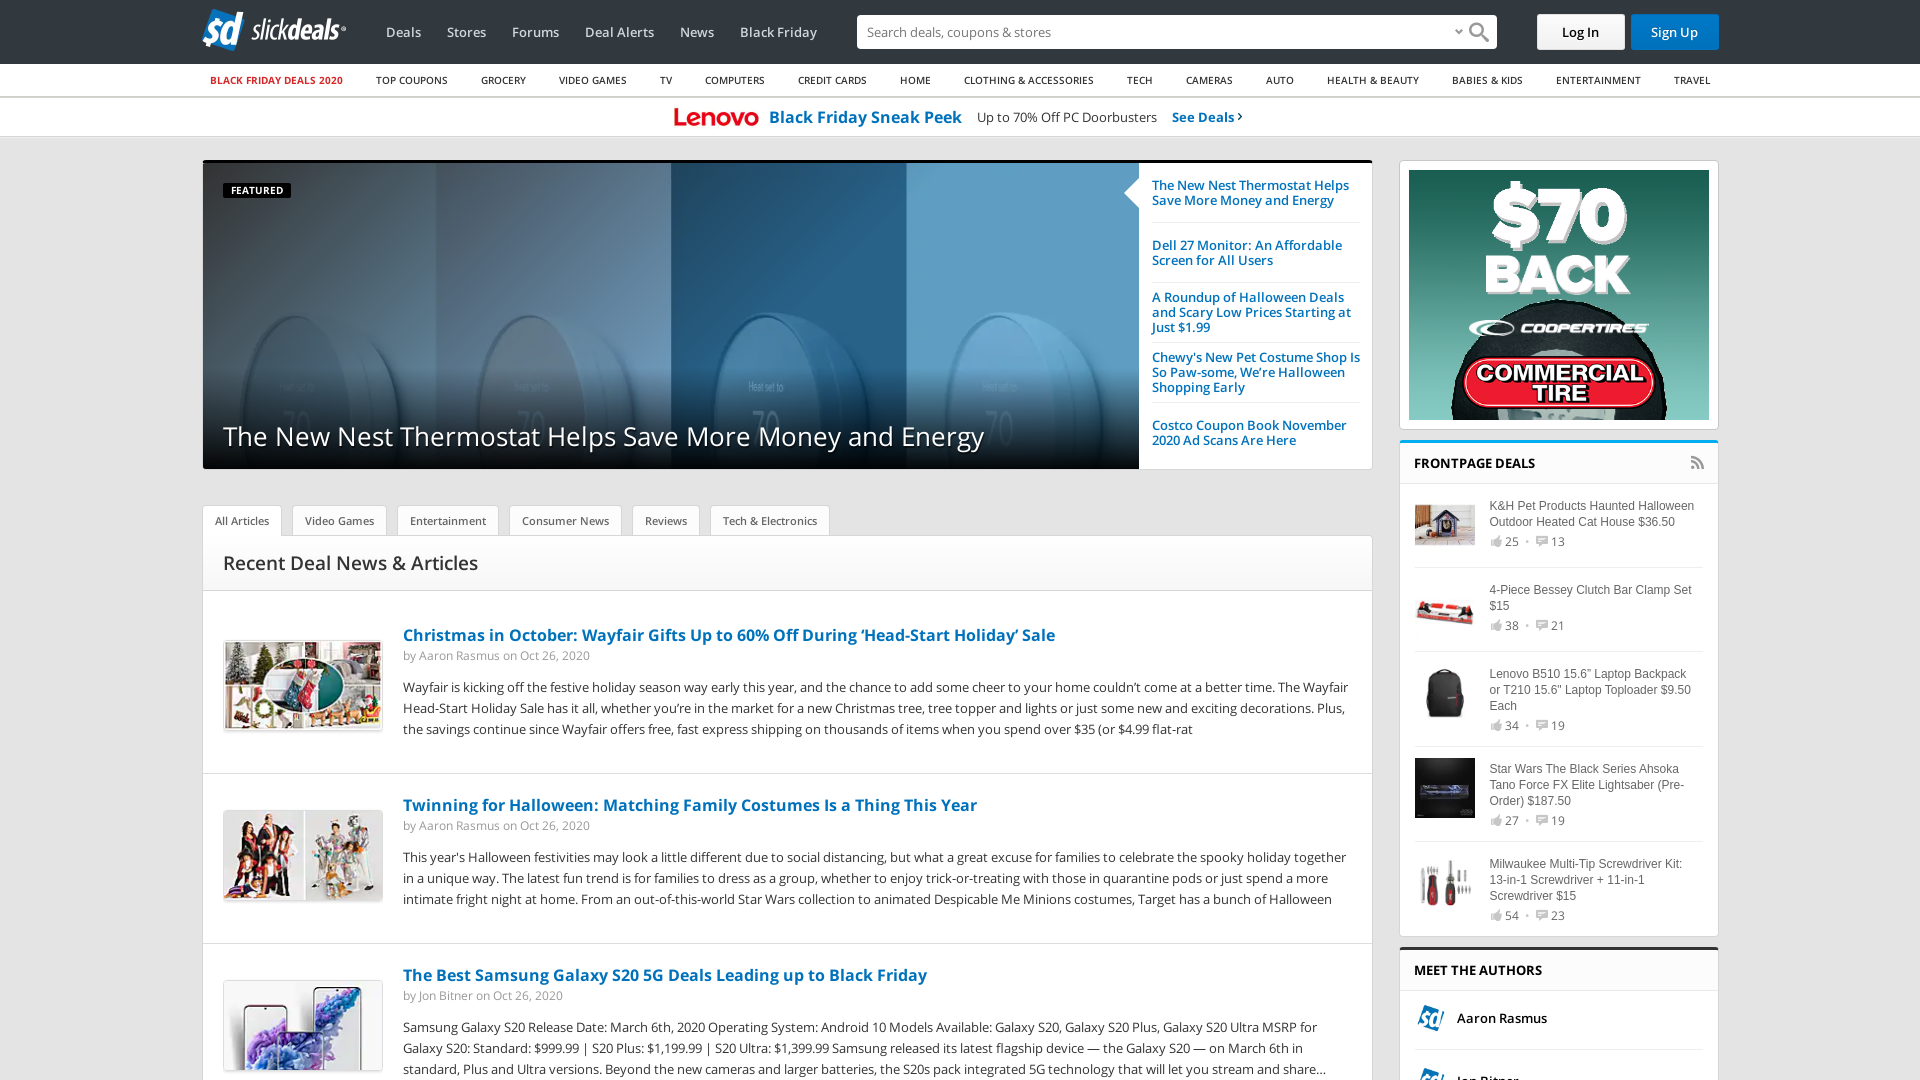 slickdeals
Deals Stores Forums Deal Alerts News Black Friday
Search deals, coupons & stores
Log In
Sign Up
BLACK FRIDAY DEALS 2020 TOP COUPONS GROCERY VIDEO GAMES TV COMPUTERS CREDIT CARDS HOME CLOTHING & ACCESSORIES TECH CAMERAS AUTO HEALTH & BEAUTY BABIES & KIDS ENTERTAINMENT TRAVEL
Lenovo Black Friday Sneak Peek Up to 70% Off PC Doorbusters See Deals
FEATURED
Heat set to
70
The New Nest Thermostat Helps Save More Money and Energy
The New Nest Thermostat Helps
Save More Money and Energy
Dell 27 Monitor: An Affordable
Screen for All Users
A Roundup of Halloween Deals
and Scary Low Prices Starting at
Just $1.99
Chewy's New Pet Costume Shop Is
So Paw-some, We’re Halloween
Shopping Early
Costco Coupon Book November
2020 Ad Scans Are Here
All Articles Video Games Entertainment Consumer News Reviews Tech & Electronics
Recent Deal News & Articles
Christmas in October: Wayfair Gifts Up to 60% Off During ‘Head-Start Holiday’ Sale
by Aaron Rasmus on Oct 26, 2020
Wayfair is kicking off the festive holiday season way early this year, and the chance to add some cheer to your home couldn’t come at a better time. The Wayfair
Head-Start Holiday Sale has it all, whether you’re in the market for a new Christmas tree, tree topper and lights or just some new and exciting decorations. Plus,
the savings continue since Wayfair offers free, fast express shipping on thousands of items when you spend over $35 (or $4.99 flat-rat
Twinning for Halloween: Matching Family Costumes Is a Thing This Year
by Aaron Rasmus on Oct 26, 2020
This year's Halloween festivities may look a little different due to social distancing, but what a great excuse for families to celebrate the spooky holiday together
in a unique way. The latest fun trend is for families to dress as a group, whether to enjoy trick-or-treating with those in quarantine pods or just spend a more
intimate fright night at home. From an out-of-this-world Star Wars collection to animated Despicable Me Minions costumes, Target has a bunch of Halloween
The Best Samsung Galaxy S20 5G Deals Leading up to Black Friday
by Jon Bitner on Oct 26, 2020
Samsung Galaxy S20 Release Date: March 6th, 2020 Operating System: Android 10 Models Available: Galaxy S20, Galaxy S20 Plus, Galaxy S20 Ultra MSRP for
Galaxy S20: Standard: $999.99 | S20 Plus: $1,199.99 | S20 Ultra: $1,399.99 Samsung released its latest flagship device — the Galaxy S20 — on March 6th in
standard, Plus and Ultra versions. Beyond the new cameras and larger batteries, the S20s pack integrated 5G technology that will let you stream and share…
$70
BACK
COOPERTIRES
COMMERCIAL
TIRE
FRONTPAGE DEALS
K&H Pet Products Haunted Halloween
Outdoor Heated Cat House $36.50
25 • 13
4-Piece Bessey Clutch Bar Clamp Set
$15
38 • 21
Lenovo B510 15.6” Laptop Backpack
or T210 15.6" Laptop Toploader $9.50
Each
34 • 19
Star Wars The Black Series Ahsoka
Tano Force FX Elite Lightsaber (Pre-
Order) $187.50
27 • 19
Milwaukee Multi-Tip Screwdriver Kit:
13-in-1 Screwdriver + 11-in-1
Screwdriver $15
54 • 23
MEET THE AUTHORS
Aaron Rasmus
Jon Bitner